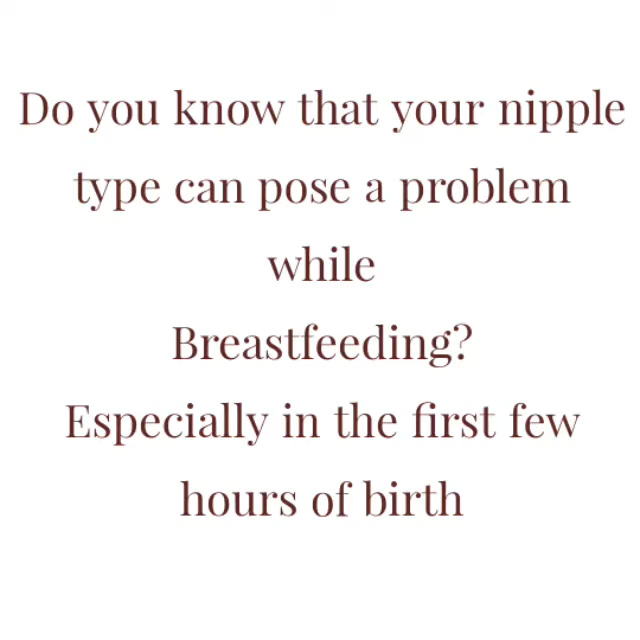 Do you know that your nipple
type can pose a problem
while
Breastfeeding?
Especially in the first few
hours of birth